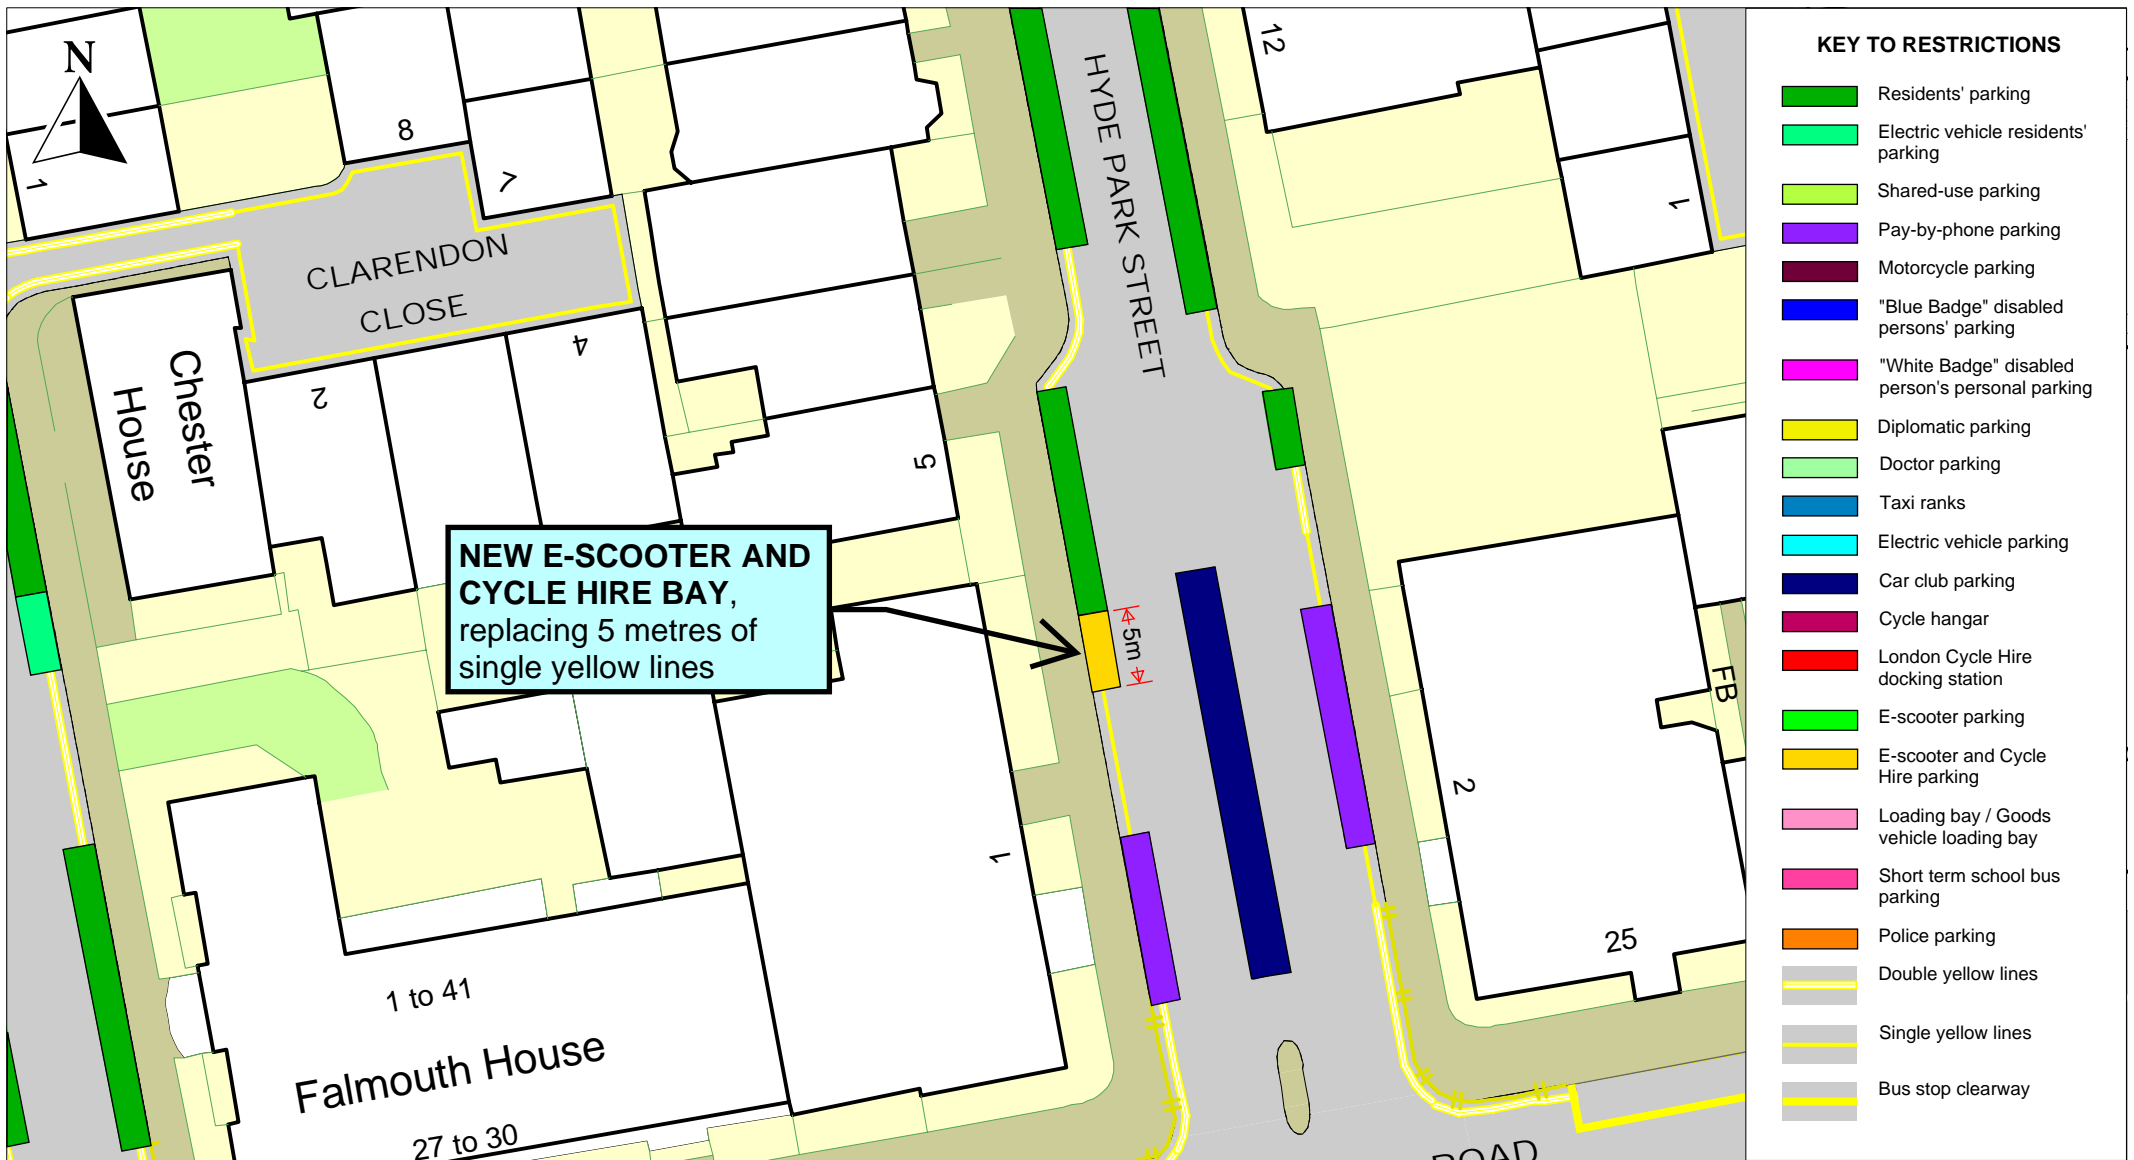 N
1
8
7
CLARENDON
CLOSE
Chester
House
2
4
5
HYDE PARK STREET
12
1
NEW E-SCOOTER AND
CYCLE HIRE BAY,
replacing 5 metres of
single yellow lines
5m
1
2
FB
25
1 to 41
Falmouth House
27 to 30
ROAD
KEY TO RESTRICTIONS
Residents' parking
Electric vehicle residents'
parking
Shared-use parking
Pay-by-phone parking
Motorcycle parking
"Blue Badge" disabled
persons' parking
"White Badge" disabled
person's personal parking
Diplomatic parking
Doctor parking
Taxi ranks
Electric vehicle parking
Car club parking
Cycle hangar
London Cycle Hire
docking station
E-scooter parking
E-scooter and Cycle
Hire parking
Loading bay / Goods
vehicle loading bay
Short term school bus
parking
Police parking
Double yellow lines
Single yellow lines
Bus stop clearway